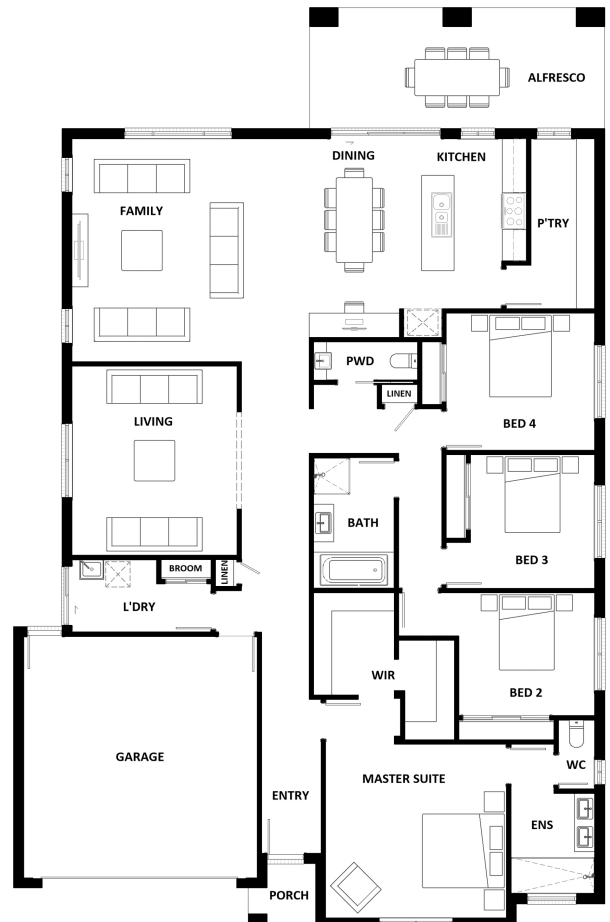 ALFRESCO
DINING
KITCHEN
FAMILY
P'TRY
PWD
LINEN
LIVING
BED 4
BATH
BED 3
BROOM
LINEN
L'DRY
WIR
BED 2
GARAGE
MASTER SUITE
WC
ENTRY
ENS
PORCH